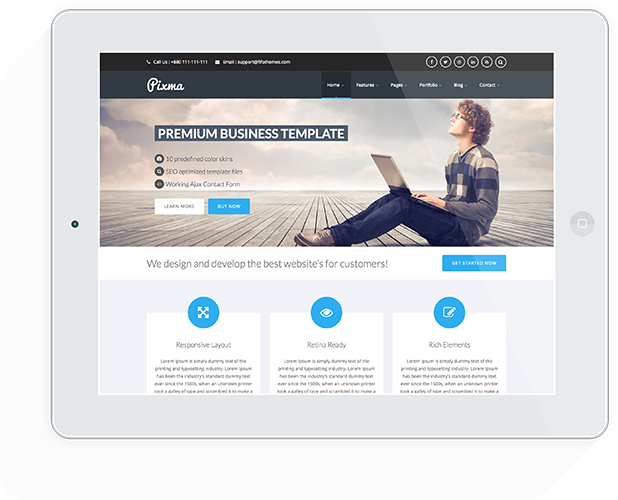 Call Us : +880 111-111-111 Email : support@fifothemes.com
Pixma Home Features Pages Portfolio Blog Contact
PREMIUM BUSINESS TEMPLATE
10 predefined color skins
SEO optimized template files
Working Ajax Contact Form
LEARN MORE BUY NOW
We design and develop the best website's for customers! GET STARTED NOW
Responsive Layout Retina Ready Rich Elements
Lorem Ipsum is simply dummy text of the Lorem Ipsum is simply dummy text of the Lorem Ipsum is simply dummy text of the
printing and typesetting industry. Lorem Ipsum printing and typesetting industry. Lorem Ipsum printing and typesetting industry. Lorem Ipsum
has been the industry's standard dummy text has been the industry's standard dummy text has been the industry's standard dummy text
ever since the 1500s, when an unknown printer ever since the 1500s, when an unknown printer ever since the 1500s, when an unknown printer
took a galley of type and scrambled it to make took a galley of type and scrambled it to make took a galley of type and scrambled it to make